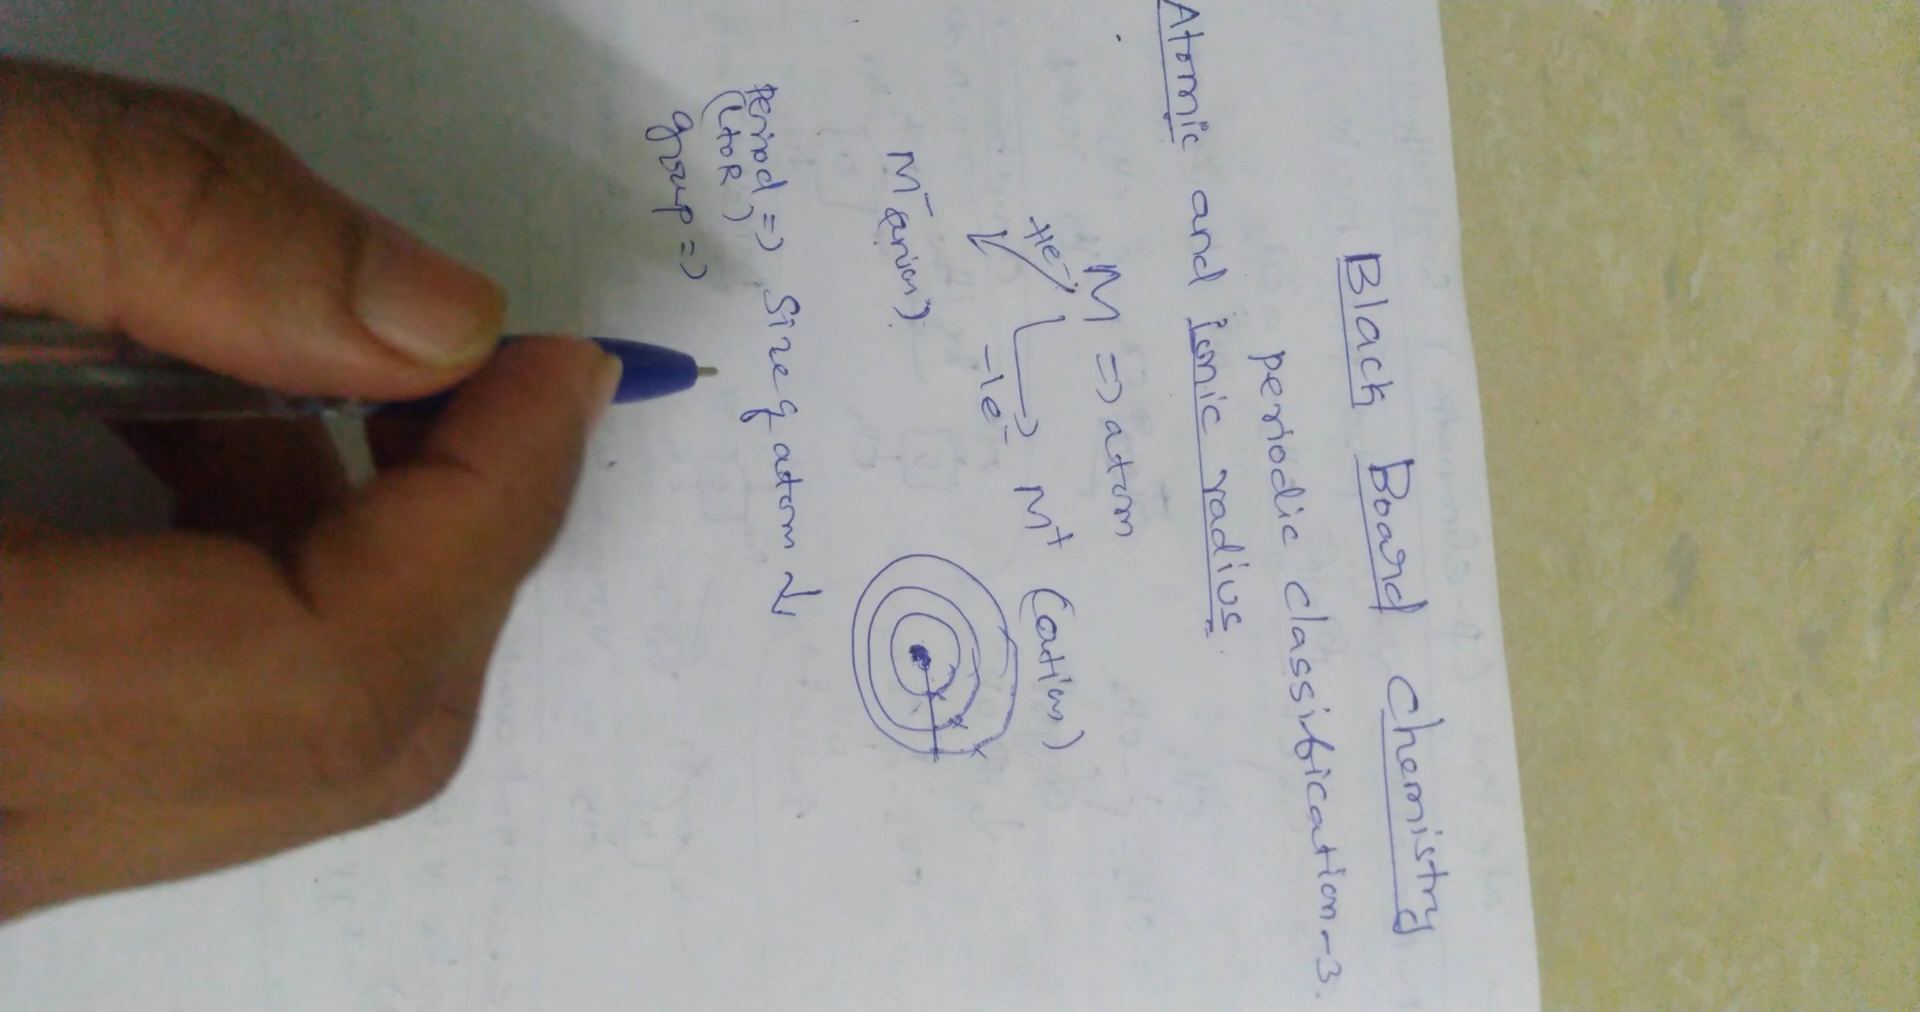 Black Board chemistry
periodic classification-3.
Atomic and ionic radius.
M => atom
+1e⁻
-1e⁻
M⁺ (cation)
M⁻ (anion)
period => Size of atom ↓
(L to R)
group =>